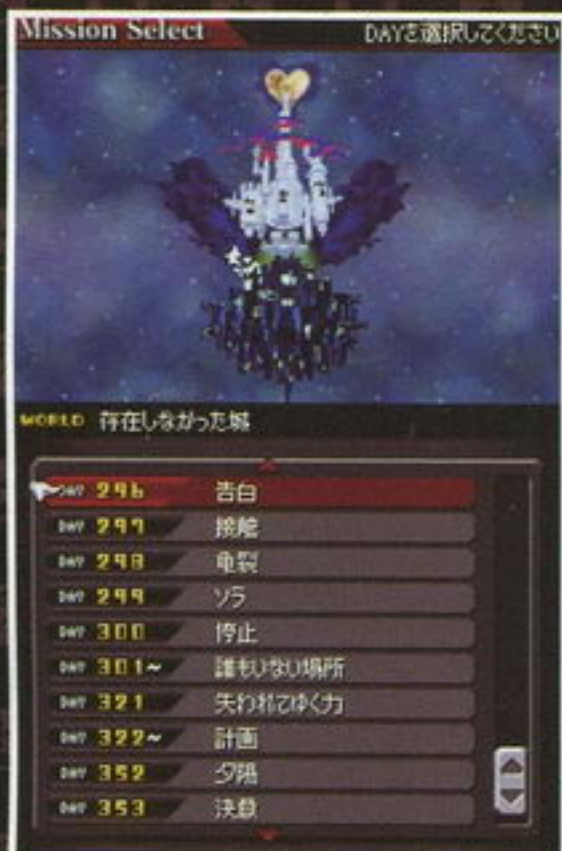 Mission Select
DAYを選択してください
WORLD 存在しなかった城
DAY 296 告白
DAY 297 接触
DAY 298 亀裂
DAY 299 ソラ
DAY 300 停止
DAY 301~ 誰もいない場所
DAY 321 失われてゆく力
DAY 322~ 計画
DAY 352 夕陽
DAY 353